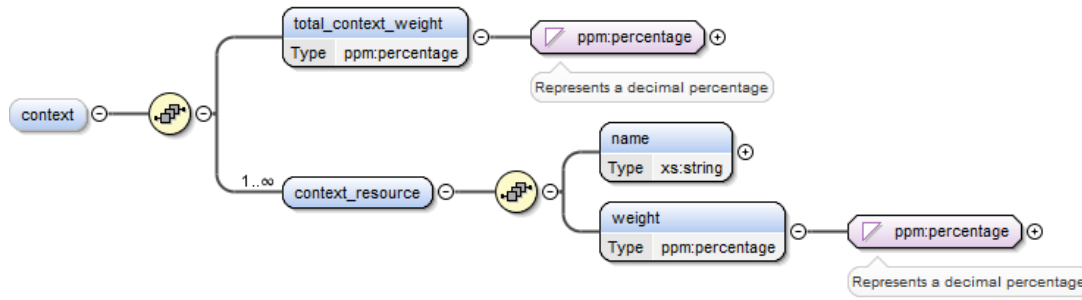 total_context_weight
Type ppm:percentage
ppm:percentage
Represents a decimal percentage
context
1..∞
context_resource
name
Type xs:string
weight
Type ppm:percentage
ppm:percentage
Represents a decimal percentage